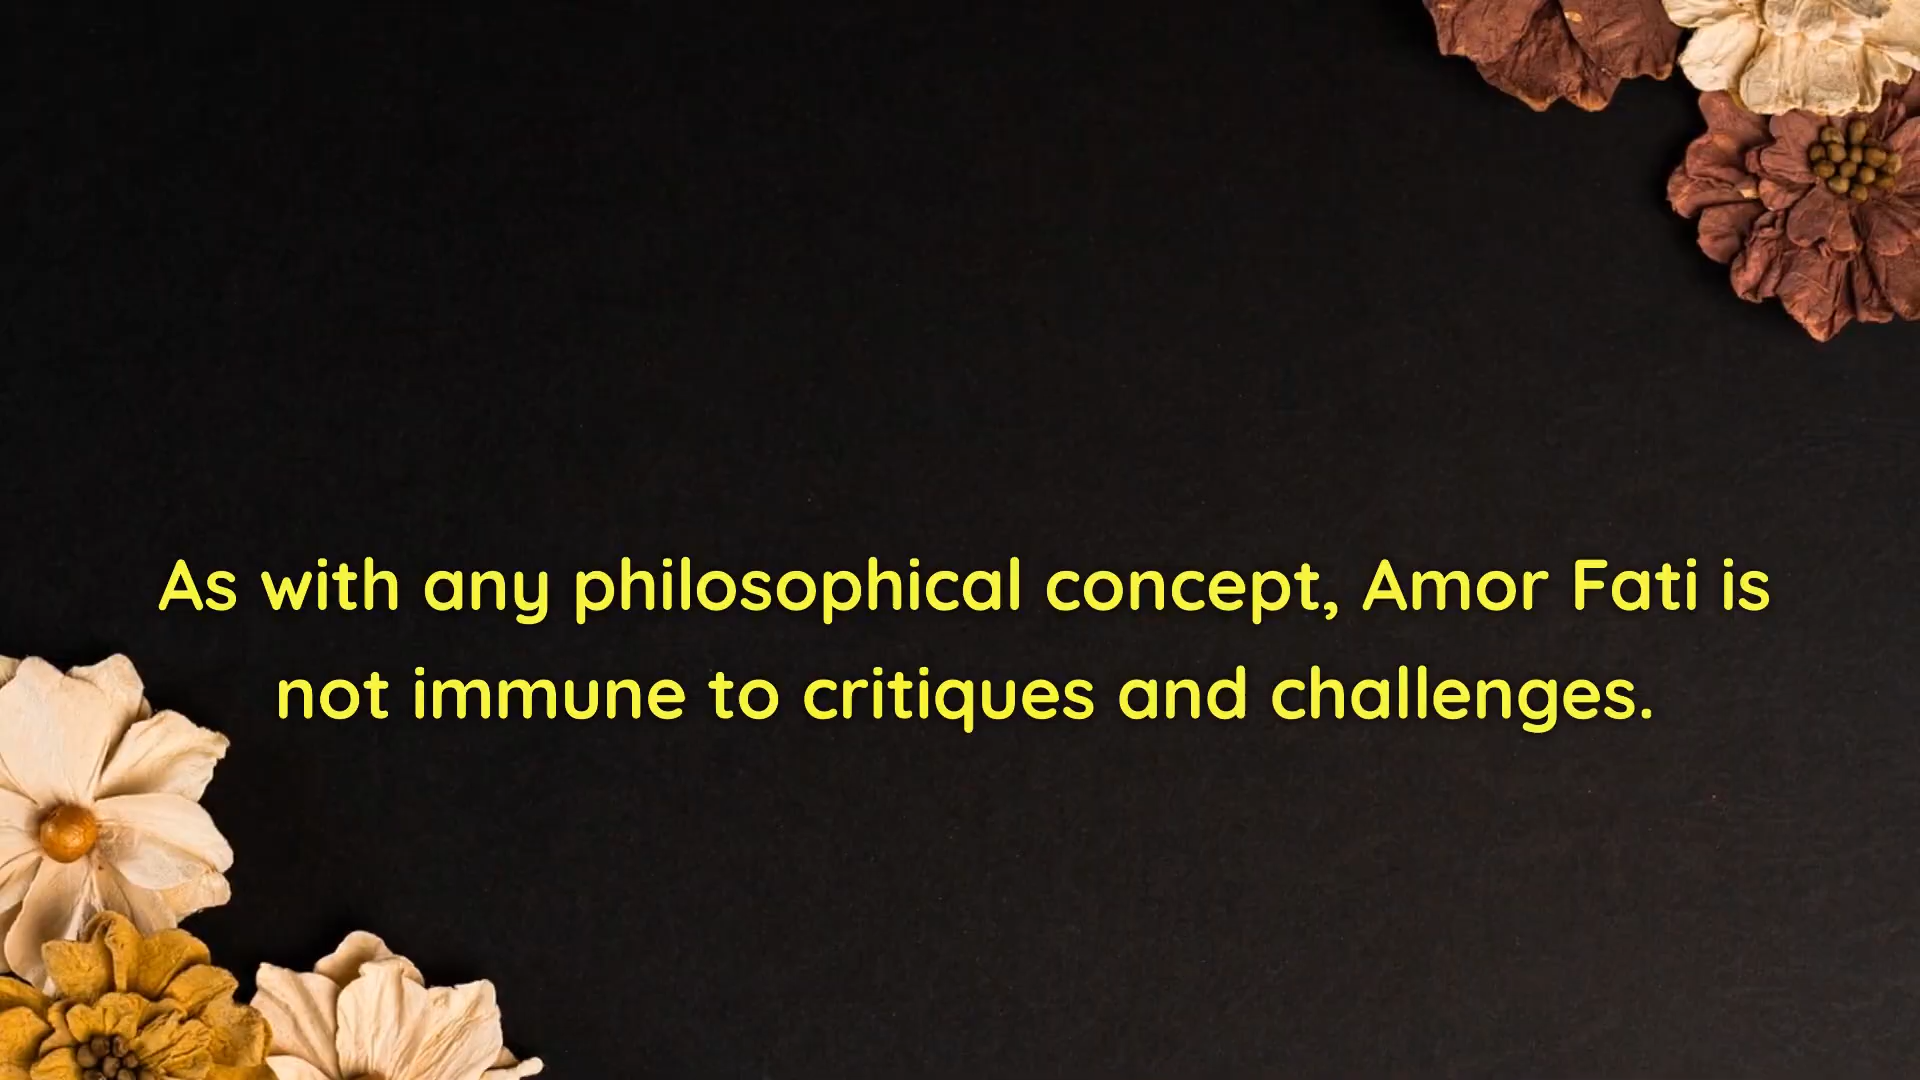 As with any philosophical concept, Amor Fati is
not immune to critiques and challenges.